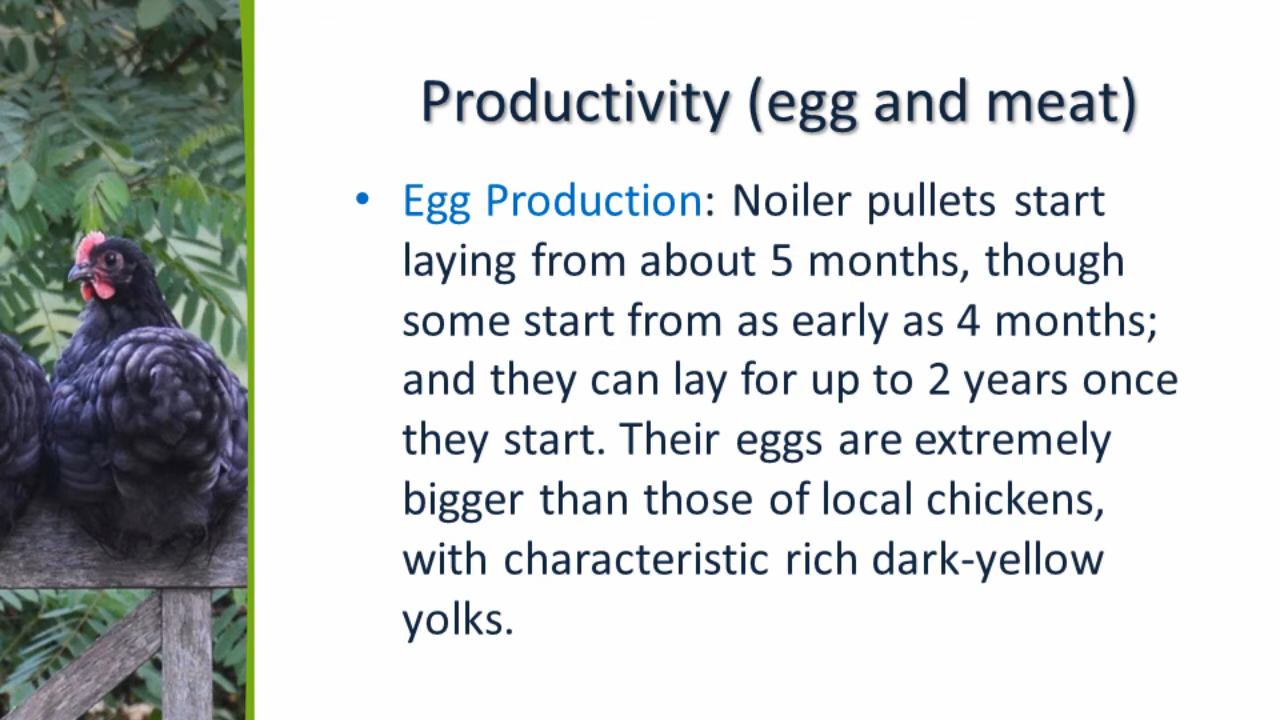 Productivity (egg and meat)
• Egg Production: Noiler pullets start
laying from about 5 months, though
some start from as early as 4 months;
and they can lay for up to 2 years once
they start. Their eggs are extremely
bigger than those of local chickens,
with characteristic rich dark-yellow
yolks.